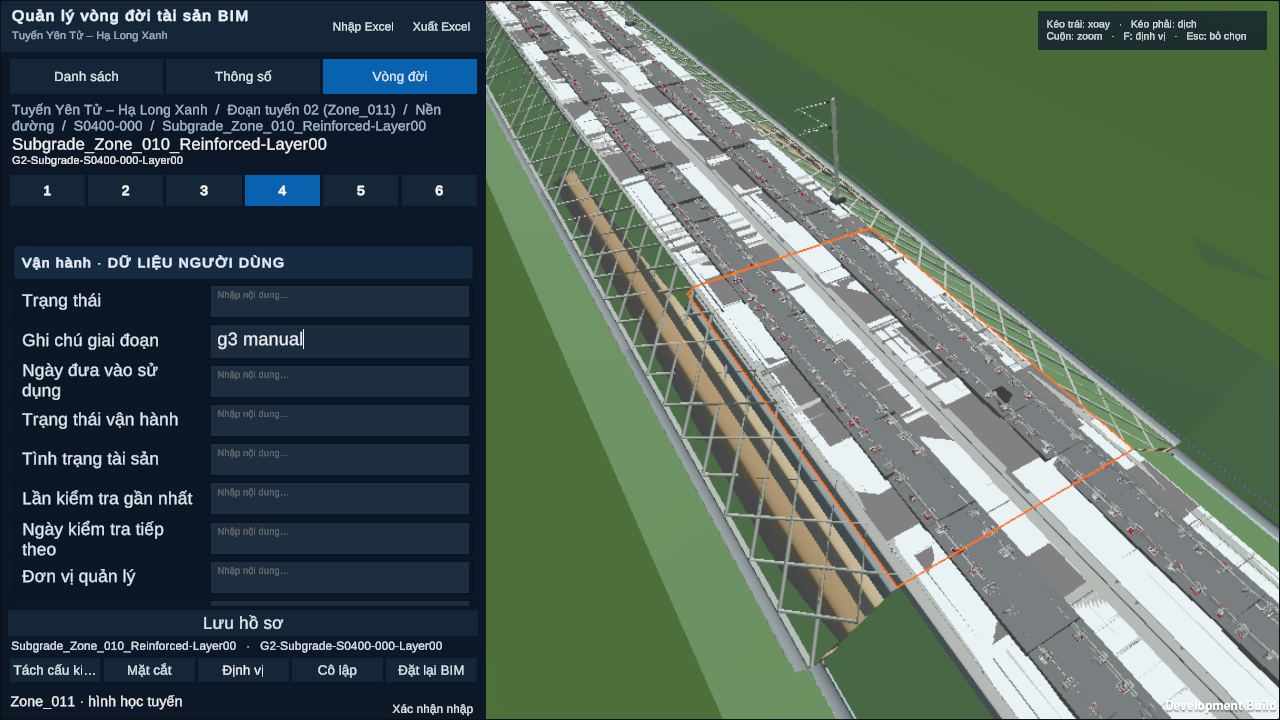 Quản lý vòng đời tài sản BIM
Tuyến Yên Tử – Hạ Long Xanh
Nhập Excel
Xuất Excel
Danh sách
Thông số
Vòng đời
Tuyến Yên Tử – Hạ Long Xanh / Đoạn tuyến 02 (Zone_011) / Nền
đường / S0400-000 / Subgrade_Zone_010_Reinforced-Layer00
Subgrade_Zone_010_Reinforced-Layer00
G2-Subgrade-S0400-000-Layer00
1
2
3
4
5
6
Vận hành · DỮ LIỆU NGƯỜI DÙNG
Trạng thái
Nhập nội dung...
Ghi chú giai đoạn
g3 manual
Ngày đưa vào sử
dụng
Nhập nội dung...
Trạng thái vận hành
Nhập nội dung...
Tình trạng tài sản
Nhập nội dung...
Lần kiểm tra gần nhất
Nhập nội dung...
Ngày kiểm tra tiếp
theo
Nhập nội dung...
Đơn vị quản lý
Nhập nội dung...
Lưu hồ sơ
Subgrade_Zone_010_Reinforced-Layer00 · G2-Subgrade-S0400-000-Layer00
Tách cấu ki...
Mặt cắt
Định vị
Cô lập
Đặt lại BIM
Zone_011 · hình học tuyến
Xác nhận nhập
Kéo trái: xoay · Kéo phải: dịch
Cuộn: zoom · F: định vị · Esc: bỏ chọn
Development Build